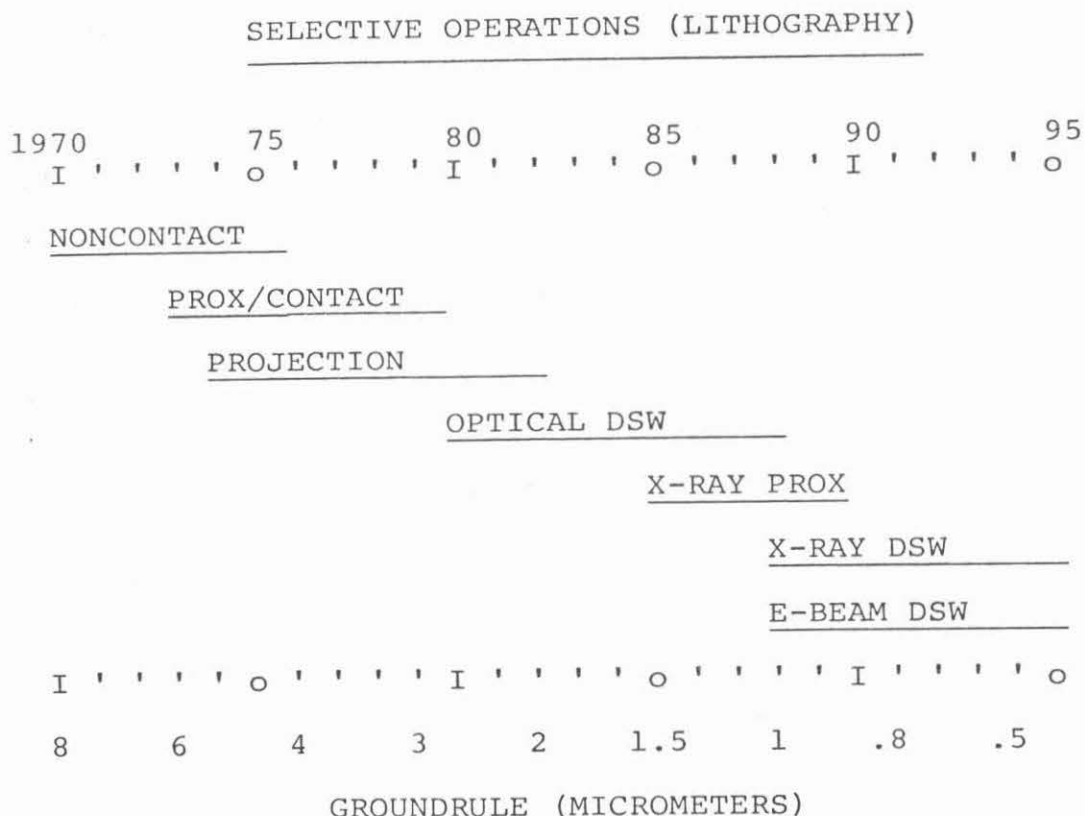 SELECTIVE OPERATIONS (LITHOGRAPHY)
1970 75 80 85 90 95
I ' ' ' ' o ' ' ' ' I ' ' ' ' o ' ' ' ' I ' ' ' ' o
NONCONTACT
PROX/CONTACT
PROJECTION
OPTICAL DSW
X-RAY PROX
X-RAY DSW
E-BEAM DSW
I ' ' ' ' o ' ' ' ' I ' ' ' ' o ' ' ' ' I ' ' ' ' o
8 6 4 3 2 1.5 1 .8 .5
GROUNDRULE (MICROMETERS)